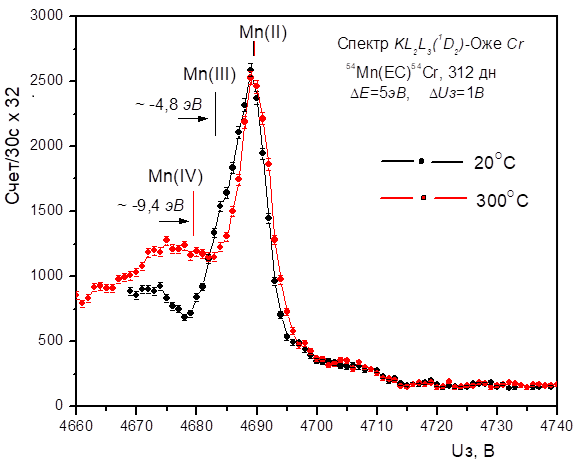 3000
2500
2000
1500
1000
500
0
Счет/30с x 32
Mn(II)
Mn(III)
~ -4,8 эВ
Mn(IV)
~ -9,4 эВ
Спектр KL₂L₃(¹D₂)-Оже Cr
⁵⁴Mn(EC)⁵⁴Cr, 312 дн
ΔE=5эВ, ΔUз=1В
20°C
300°C
4660 4670 4680 4690 4700 4710 4720 4730 4740
Uз, В